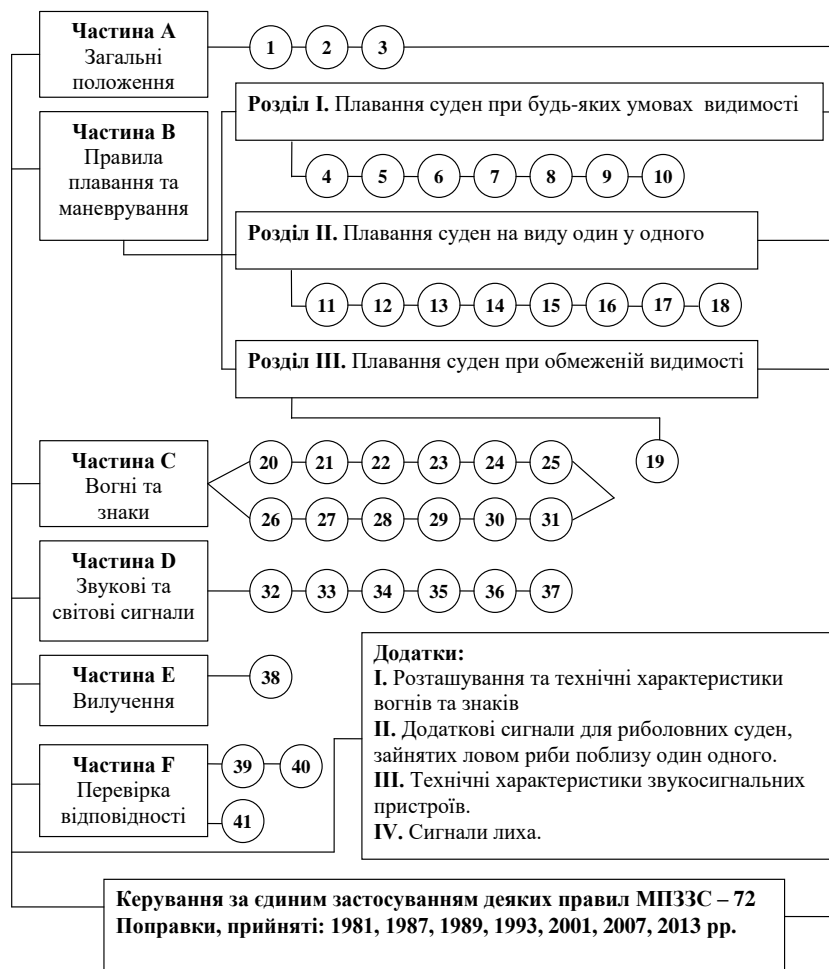 Частина А
Загальні
положення
1 2 3
Частина В
Правила
плавання та
маневрування
Розділ I. Плавання суден при будь-яких умовах видимості
4 5 6 7 8 9 10
Розділ II. Плавання суден на виду один у одного
11 12 13 14 15 16 17 18
Розділ III. Плавання суден при обмеженій видимості
19
Частина С
Вогні та
знаки
20 21 22 23 24 25
26 27 28 29 30 31
Частина D
Звукові та
світові сигнали
32 33 34 35 36 37
Частина Е
Вилучення
38
Частина F
Перевірка
відповідності
39 40
41
Додатки:
I. Розташування та технічні характеристики
вогнів та знаків
II. Додаткові сигнали для риболовних суден,
зайнятих ловом риби поблизу один одного.
III. Технічні характеристики звукосигнальних
пристроїв.
IV. Сигнали лиха.
Керування за єдиним застосуванням деяких правил МПЗЗС – 72
Поправки, прийняті: 1981, 1987, 1989, 1993, 2001, 2007, 2013 рр.